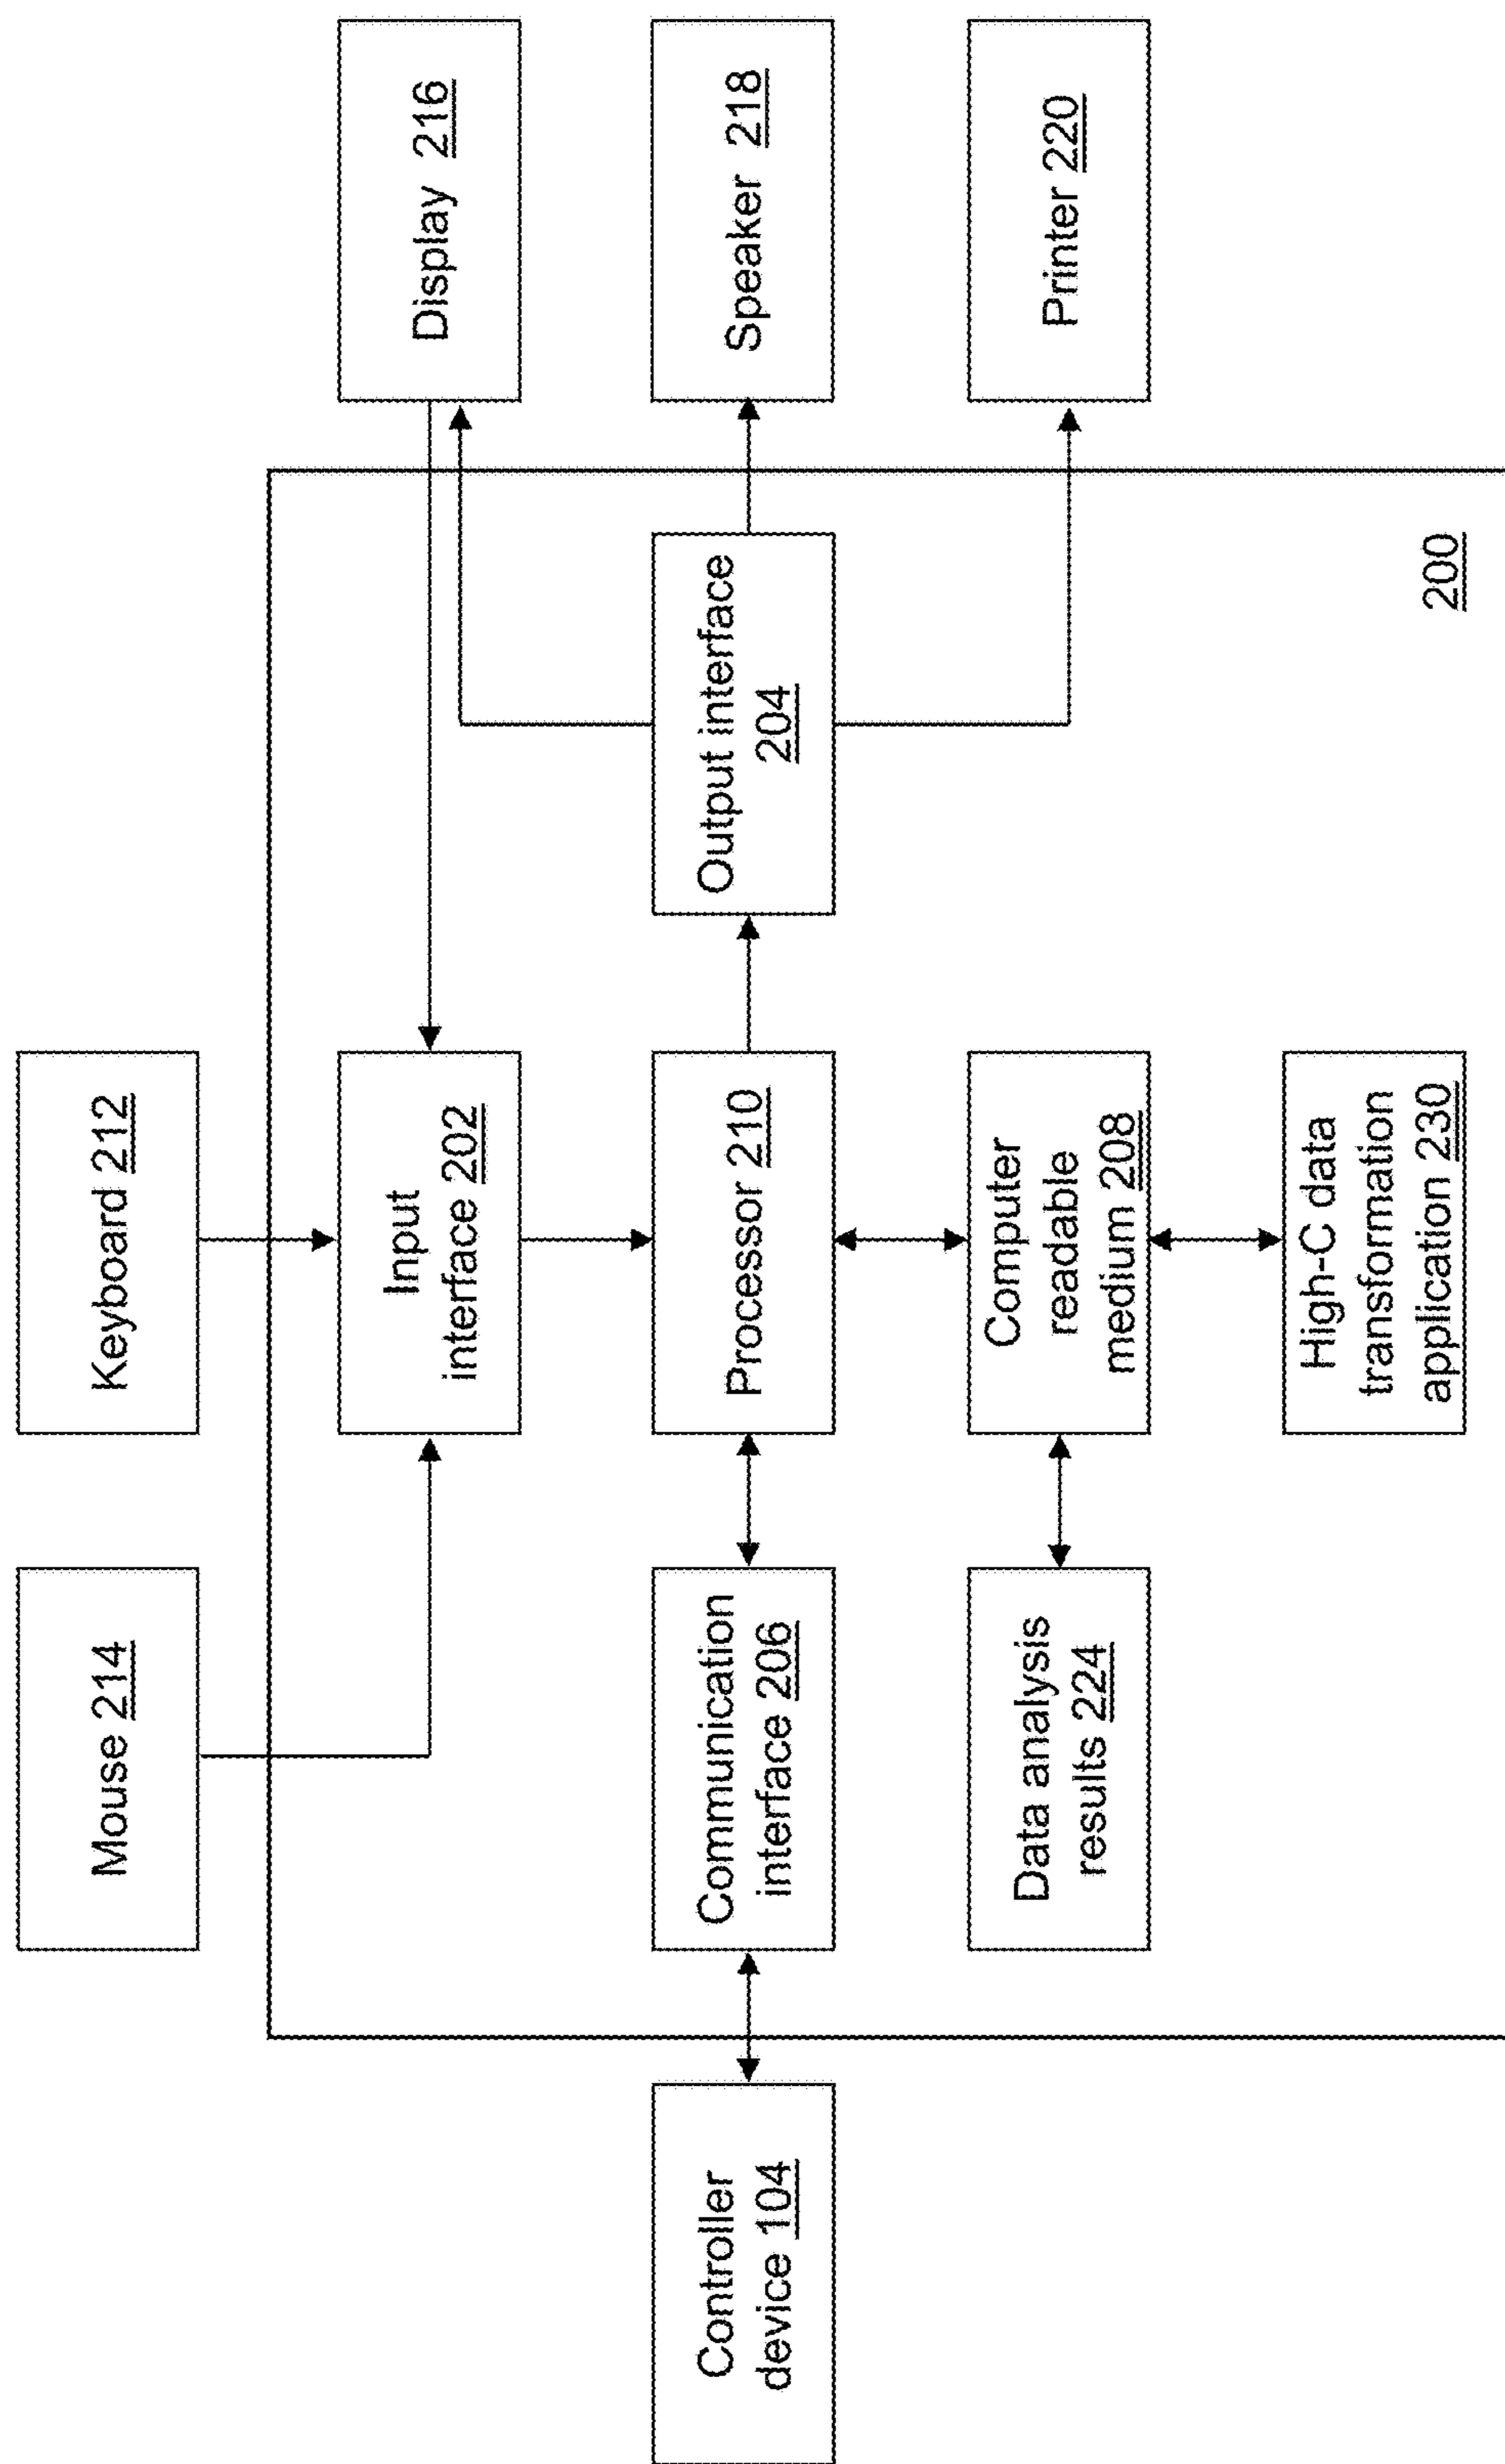 Mouse 214
Keyboard 212
Input
interface 202
Display 216
Controller
device 104
Communication
interface 206
Processor 210
Output interface
204
Speaker 218
Data analysis
results 224
Computer
readable
medium 208
Printer 220
High-C data
transformation
application 230
200